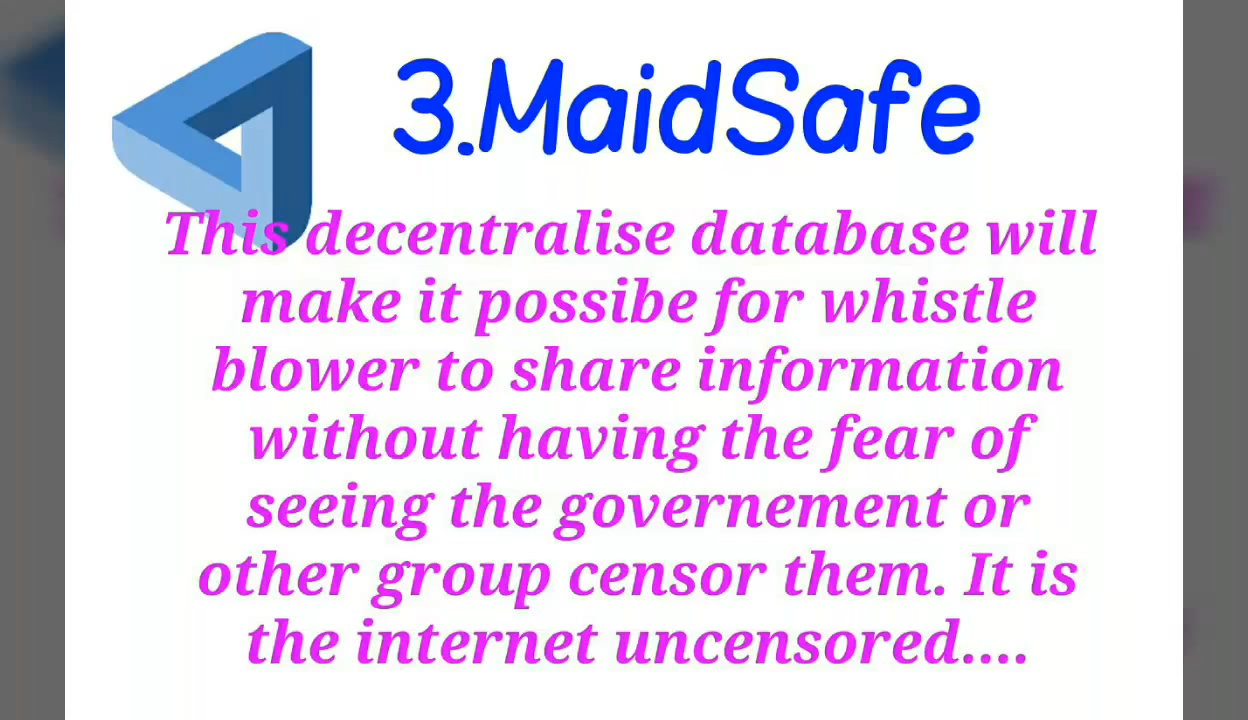 3.MaidSafe
This decentralise database will
make it possibe for whistle
blower to share information
without having the fear of
seeing the governement or
other group censor them. It is
the internet uncensored....